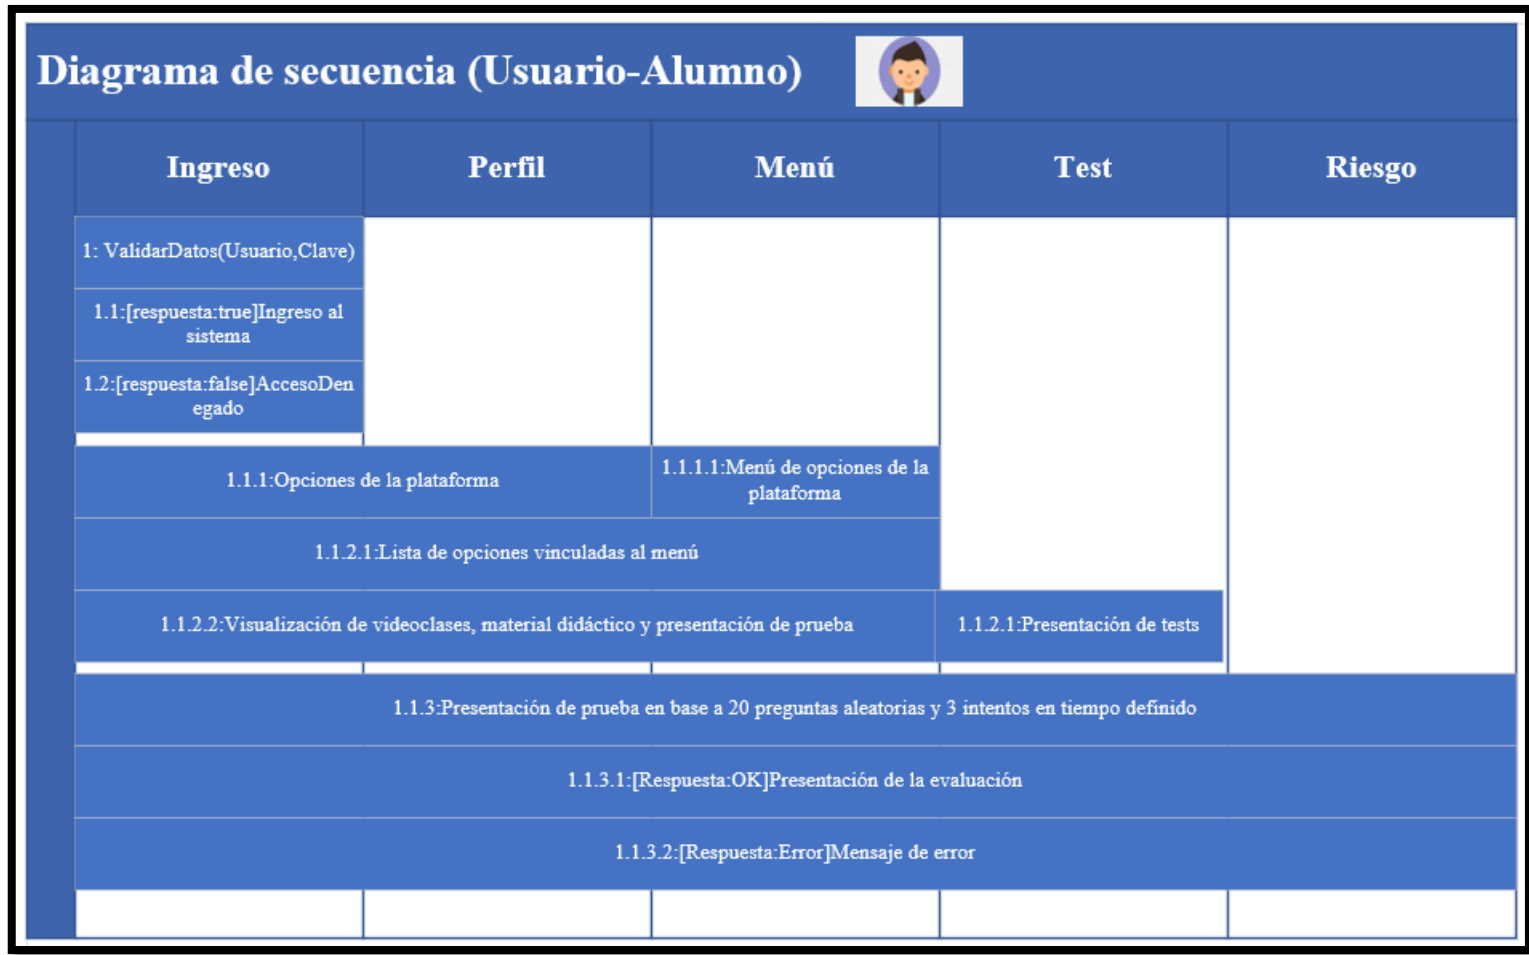 Diagrama de secuencia (Usuario-Alumno)
Ingreso
Perfil
Menú
Test
Riesgo
1: ValidarDatos(Usuario,Clave)
1.1:[respuesta:true]Ingreso al
sistema
1.2:[respuesta:false]AccesoDen
egado
1.1.1:Opciones de la plataforma
1.1.1.1:Menú de opciones de la
plataforma
1.1.2.1:Lista de opciones vinculadas al menú
1.1.2.2:Visualización de videoclases, material didáctico y presentación de prueba
1.1.2.1:Presentación de tests
1.1.3:Presentación de prueba en base a 20 preguntas aleatorias y 3 intentos en tiempo definido
1.1.3.1:[Respuesta:OK]Presentación de la evaluación
1.1.3.2:[Respuesta:Error]Mensaje de error